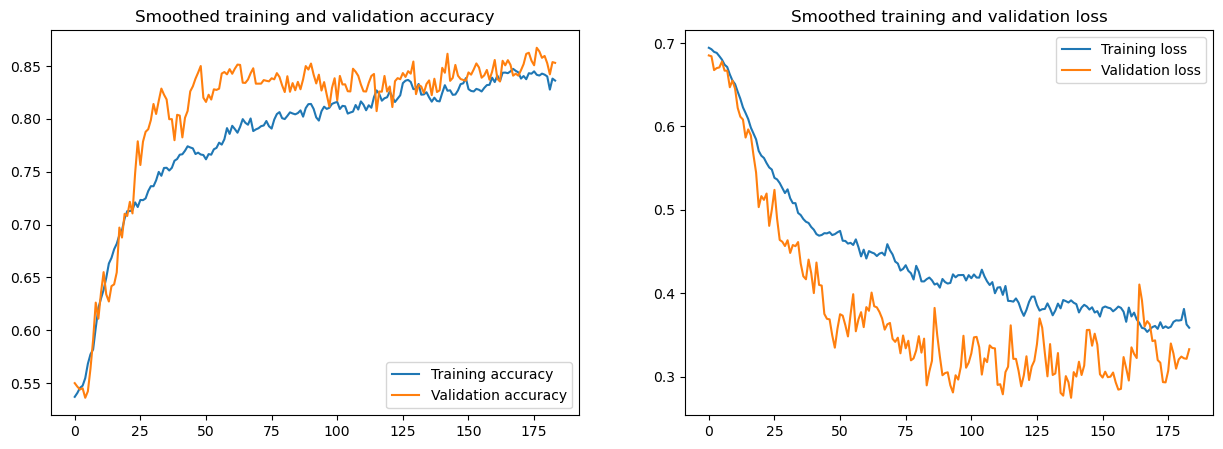 Smoothed training and validation accuracy
0.85
0.80
0.75
0.70
0.65
0.60
0.55
0 25 50 75 100 125 150 175
Training accuracy
Validation accuracy
Smoothed training and validation loss
0.7
0.6
0.5
0.4
0.3
0 25 50 75 100 125 150 175
Training loss
Validation loss